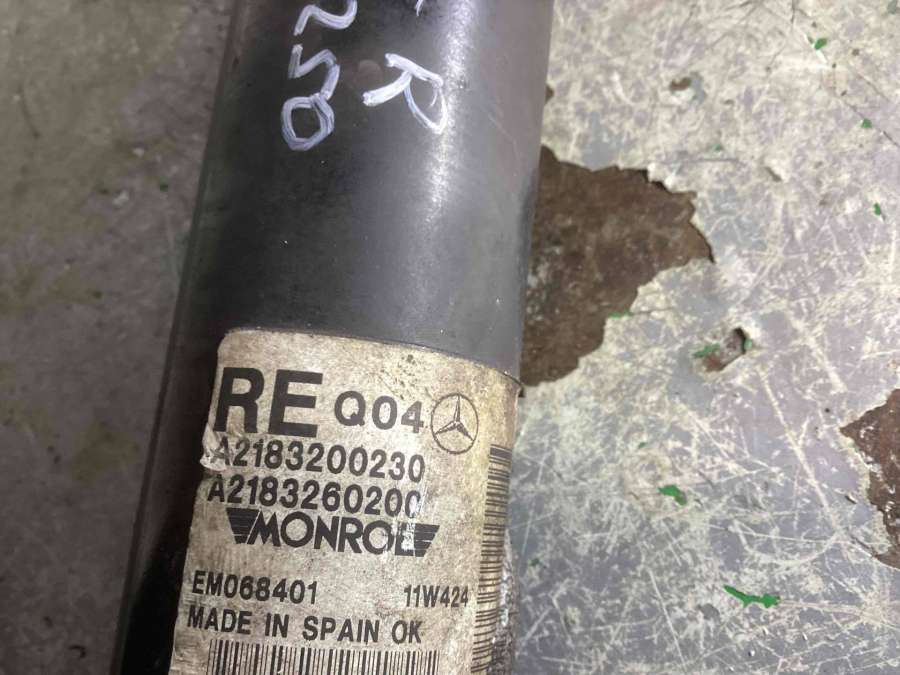 250
R
RE Q04
A2183200230
A2183260200
MONROE
EM068401 11W424
MADE IN SPAIN OK